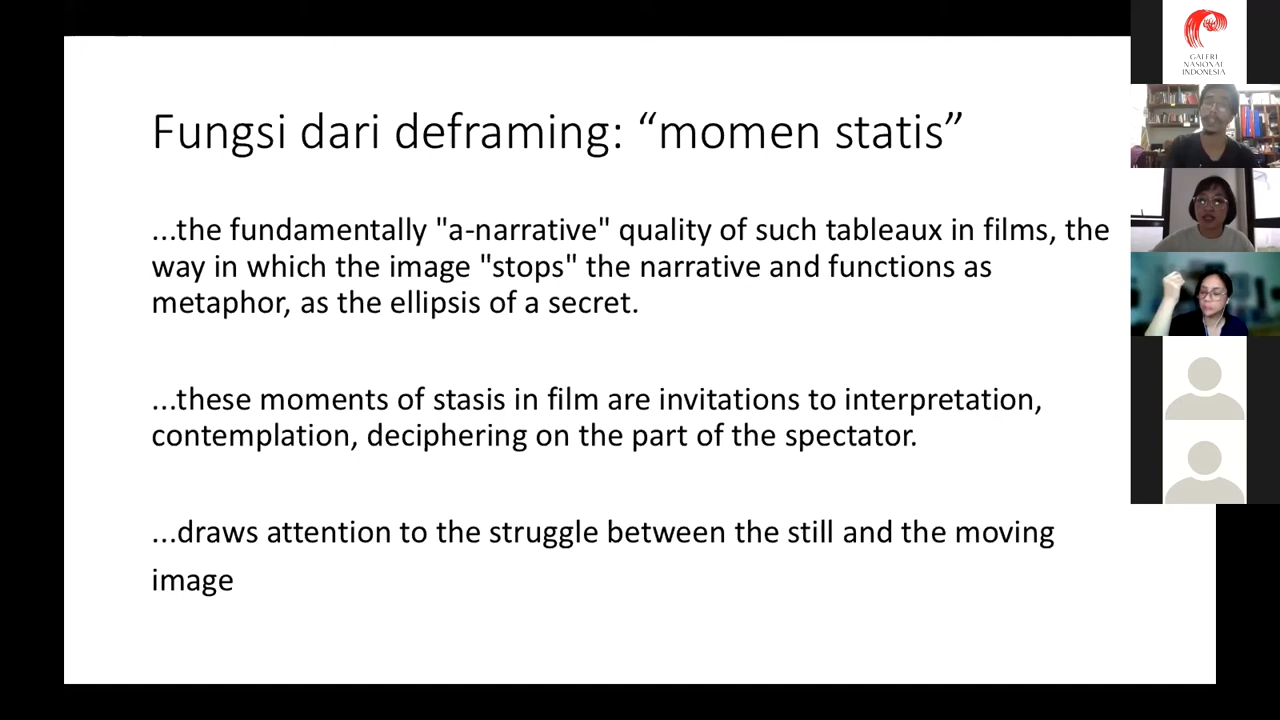 Fungsi dari deframing: “momen statis”
...the fundamentally "a-narrative" quality of such tableaux in films, the
way in which the image "stops" the narrative and functions as
metaphor, as the ellipsis of a secret.
...these moments of stasis in film are invitations to interpretation,
contemplation, deciphering on the part of the spectator.
...draws attention to the struggle between the still and the moving
image
GALERI
NASIONAL
INDONESIA